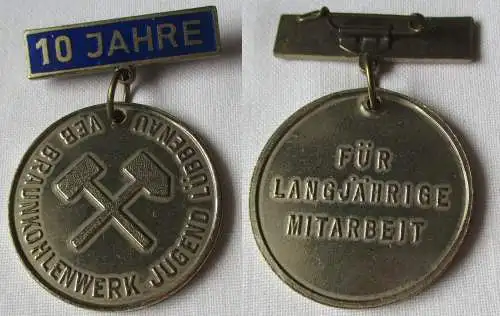 10 JAHRE
VEB BRAUNKOHLENWERK JUGEND LÜBBENAU
FÜR
LANGJÄHRIGE
MITARBEIT